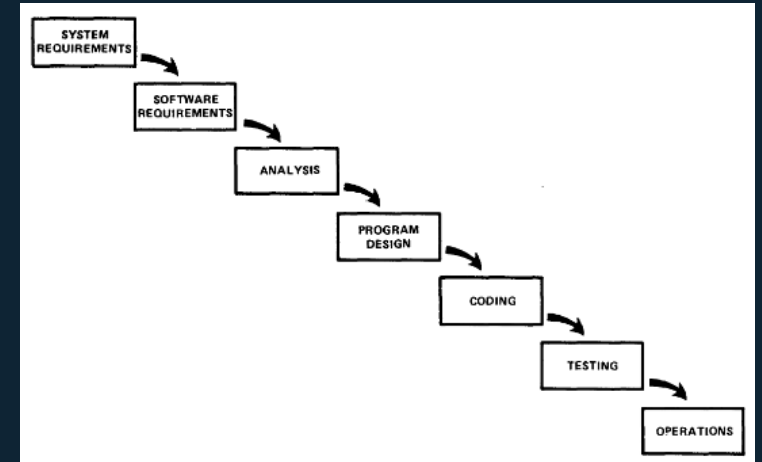 SYSTEM
REQUIREMENTS
SOFTWARE
REQUIREMENTS
ANALYSIS
PROGRAM
DESIGN
CODING
TESTING
OPERATIONS